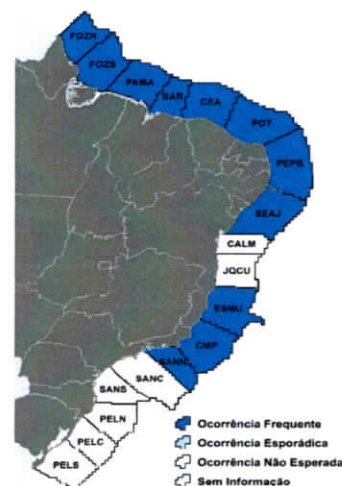 FOZN
FOZS
PAMA
BAR
CEA
POT
PEPB
SEAJ
CALM
JQCU
ESMU
CMP
SANN
SANC
SANS
PELN
PELC
PELS
Ocorrência Frequente
Ocorrência Esporádica
Ocorrência Não Esperada
Sem Informação